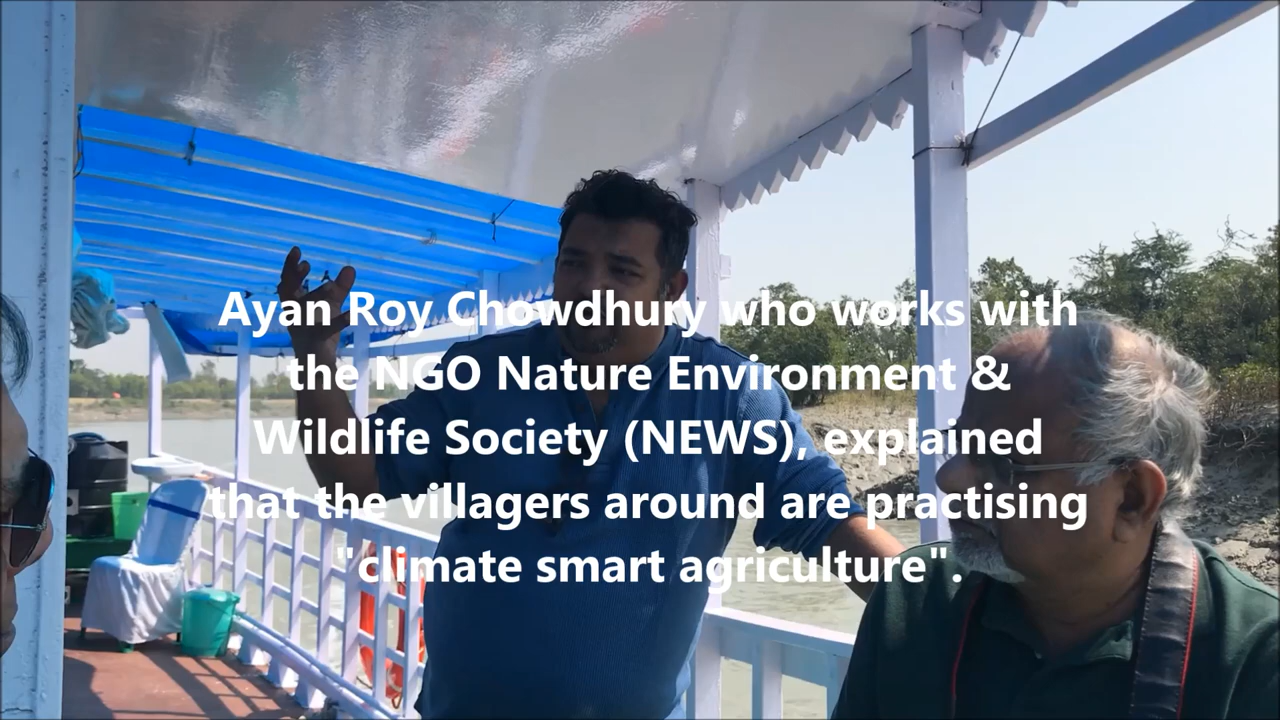 Ayan Roy Chowdhury who works with
the NGO Nature Environment &
Wildlife Society (NEWS), explained
that the villagers around are practising
"climate smart agriculture".